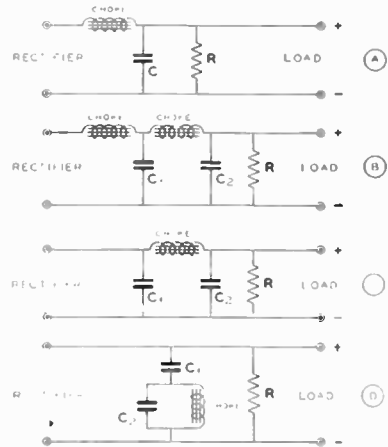 CHOKE
RECTIFIER C R LOAD A
+
-
CHOKE CHOKE
RECTIFIER C₁ C₂ R LOAD B
+
-
CHOKE
C₁ C₂ R LOAD
+
-
C₁ R LOAD D
C₂
+
-